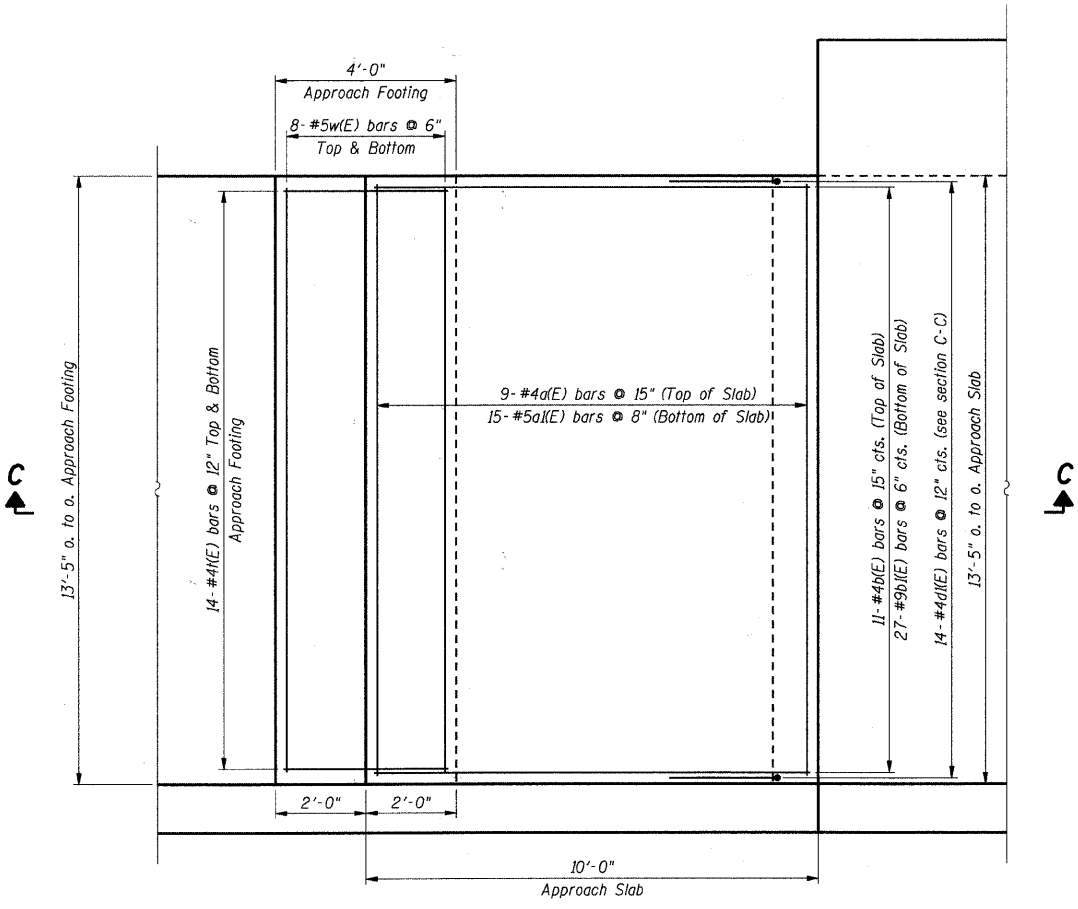 4'-0"
Approach Footing
8- #5w(E) bars @ 6"
Top & Bottom
13'-5" o. to o. Approach Footing
14- #4t(E) bars @ 12" Top & Bottom
Approach Footing
9- #4a(E) bars @ 15" (Top of Slab)
15- #5a1(E) bars @ 8" (Bottom of Slab)
11- #4b(E) bars @ 15" cts. (Top of Slab)
27- #9b1(E) bars @ 6" cts. (Bottom of Slab)
14- #4d1(E) bars @ 12" cts. (see section C-C)
13'-5" o. to o. Approach Slab
C
C
2'-0"
2'-0"
10'-0"
Approach Slab